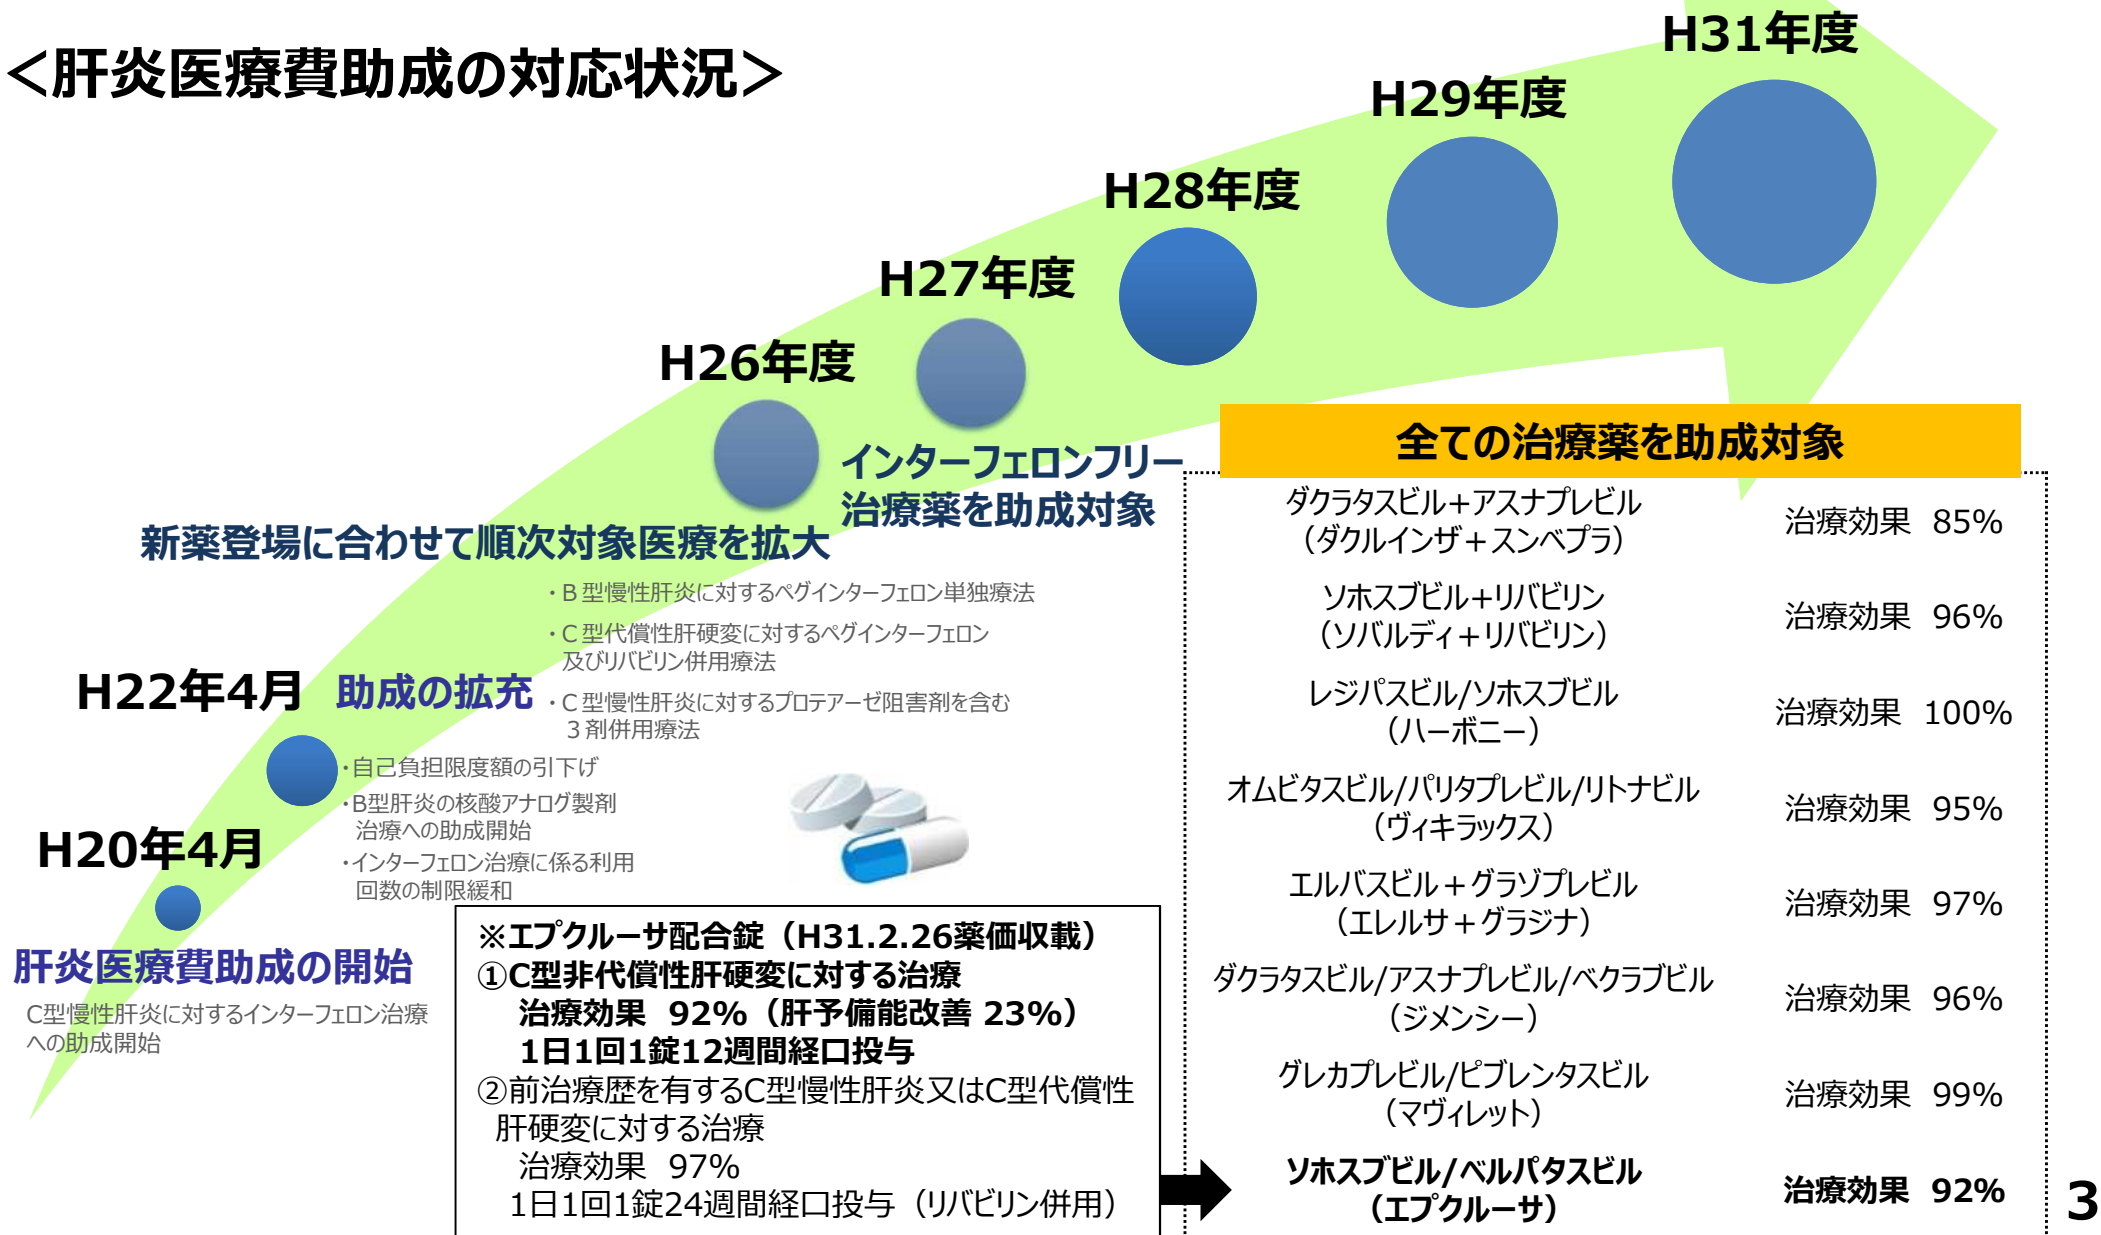 ＜肝炎医療費助成の対応状況＞
H31年度
H29年度
H28年度
H27年度
H26年度
インターフェロンフリー
治療薬を助成対象
新薬登場に合わせて順次対象医療を拡大
・Ｂ型慢性肝炎に対するペグインターフェロン単独療法
・Ｃ型代償性肝硬変に対するペグインターフェロン
及びリバビリン併用療法
・Ｃ型慢性肝炎に対するプロテアーゼ阻害剤を含む
３剤併用療法
H22年4月
助成の拡充
・自己負担限度額の引下げ
・B型肝炎の核酸アナログ製剤
治療への助成開始
・インターフェロン治療に係る利用
回数の制限緩和
H20年4月
肝炎医療費助成の開始
C型慢性肝炎に対するインターフェロン治療
への助成開始
※エプクルーサ配合錠（H31.2.26薬価収載）
①C型非代償性肝硬変に対する治療
治療効果 92%（肝予備能改善 23%）
1日1回1錠12週間経口投与
②前治療歴を有するC型慢性肝炎又はC型代償性
肝硬変に対する治療
治療効果 97%
1日1回1錠24週間経口投与（リバビリン併用）
全ての治療薬を助成対象
ダクラタスビル＋アスナプレビル
（ダクルインザ＋スンベプラ）
治療効果 85%
ソホスブビル＋リバビリン
（ソバルディ＋リバビリン）
治療効果 96%
レジパスビル/ソホスブビル
（ハーボニー）
治療効果 100%
オムビタスビル/パリタプレビル/リトナビル
（ヴィキラックス）
治療効果 95%
エルバスビル＋グラゾプレビル
（エレルサ＋グラジナ）
治療効果 97%
ダクラタスビル/アスナプレビル/ベクラブビル
（ジメンシー）
治療効果 96%
グレカプレビル/ピブレンタスビル
（マヴィレット）
治療効果 99%
ソホスブビル/ベルパタスビル
（エプクルーサ）
治療効果 92%
3